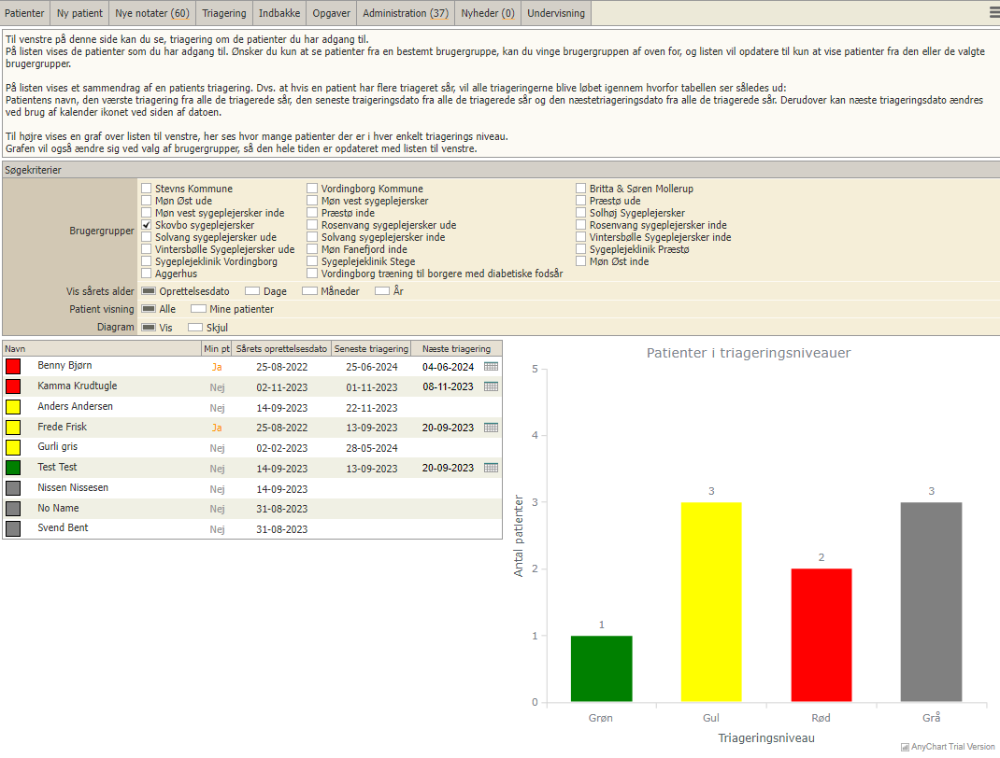 Patienter Ny patient Nye notater (60) Triagering Indbakke Opgaver Administration (37) Nyheder (0) Undervisning
Til venstre på denne side kan du se, triagering om de patienter du har adgang til.
På listen vises de patienter som du har adgang til. Ønsker du kun at se patienter fra en bestemt brugergruppe, kan du vinge brugergruppen af oven for, og listen vil opdatere til kun at vise patienter fra den eller de valgte
brugergrupper.
På listen vises et sammendrag af en patients triagering. Dvs. at hvis en patient har flere triageret sår, vil alle triageringerne blive løbet igennem hvorfor tabellen ser således ud:
Patientens navn, den værste triagering fra alle de triagerede sår, den seneste traigeringsdato fra alle de triagerede sår og den næstetriageringsdato fra alle de triagerede sår. Derudover kan næste triageringsdato ændres
ved brug af kalender ikonet ved siden af datoen.
Til højre vises en graf over listen til venstre, her ses hvor mange patienter der er i hver enkelt triagerings niveau.
Grafen vil også ændre sig ved valg af brugergrupper, så den hele tiden er opdateret med listen til venstre.
Søgekriterier
Brugergrupper
Stevns Kommune Vordingborg Kommune Britta & Søren Mollerup
Møn Øst ude Møn vest sygeplejersker Præstø ude
Møn vest sygeplejersker inde Præstø inde Solhøj Sygeplejersker
Skovbo sygeplejersker Rosenvang sygeplejersker ude Rosenvang sygeplejersker inde
Solvang sygeplejersker ude Solvang sygeplejersker inde Vintersbølle Sygeplejersker inde
Vintersbølle Sygeplejersker ude Møn Fanefjord inde Sygeplejeklinik Præstø
Sygeplejeklinik Vordingborg Sygeplejeklinik Stege Møn Øst inde
Aggerhus Vordingborg træning til borgere med diabetiske fodsår
Vis sårets alder Oprettelsesdato Dage Måneder År
Patient visning Alle Mine patienter
Diagram Vis Skjul
Navn Min pt Sårets oprettelsesdato Seneste triagering Næste triagering
Benny Bjørn Ja 25-08-2022 25-06-2024 04-06-2024
Kamma Krudtugle Nej 02-11-2023 01-11-2023 08-11-2023
Anders Andersen Nej 14-09-2023 22-11-2023
Frede Frisk Ja 25-08-2022 13-09-2023 20-09-2023
Gurli gris Nej 02-02-2023 28-05-2024
Test Test Nej 14-09-2023 13-09-2023 20-09-2023
Nissen Nissesen Nej 14-09-2023
No Name Nej 31-08-2023
Svend Bent Nej 31-08-2023
Patienter i triageringsniveauer
Antal patienter
5
4
3
2
1
0
1
3
2
3
Grøn Gul Rød Grå
Triageringsniveau
AnyChart Trial Version